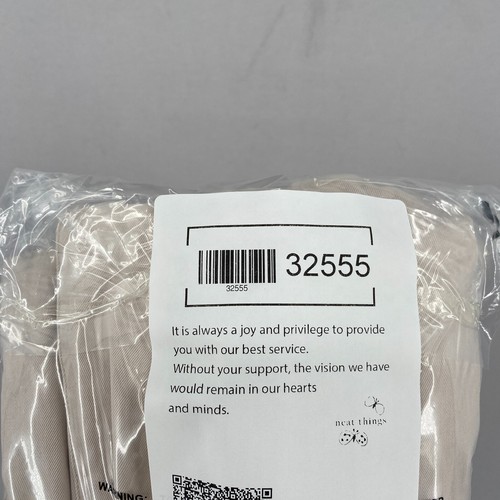 32555
32555
It is always a joy and privilege to provide
you with our best service.
Without your support, the vision we have
would remain in our hearts
and minds.
neat things
WARNING: